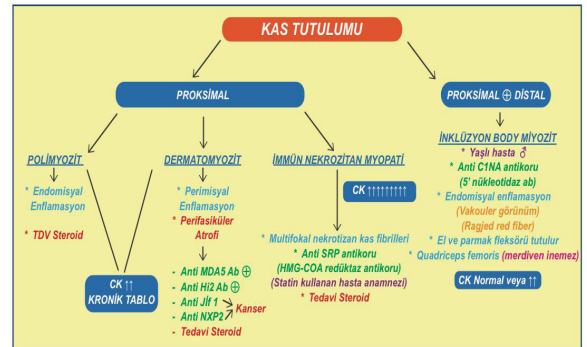 KAS TUTULUMU
PROKSİMAL
PROKSİMAL ⊕ DİSTAL
POLİMYOZİT
* Endomisyal
Enflamasyon
* TDV Steroid
CK ↑↑
KRONİK TABLO
DERMATOMYOZİT
* Perimisyal
Enflamasyon
* Perifasiküler
Atrofi
- Anti MDA5 Ab ⊕
- Anti Hi2 Ab ⊕
- Anti JİF 1
- Anti NXP2
Kanser
- Tedavi Steroid
İMMÜN NEKROZİTAN MYOPATİ
CK ↑↑↑↑↑↑↑↑↑
* Multifokal nekrotizan kas fibrilleri
* Anti SRP antikoru
(HMG-COA redüktaz antikoru)
(Statin kullanan hasta anamnezi)
* Tedavi Steroid
İNKLÜZYON BODY MİYOZİT
* Yaşlı hasta ♂
* Anti C1NA antikoru
(5' nükleotidaz ab)
* Endomisyal enflamasyon
(Vakouler görünüm)
(Ragjed red fiber)
* El ve parmak fleksörü tutulur
* Quadriceps femoris (merdiven inemez)
CK Normal veya ↑↑